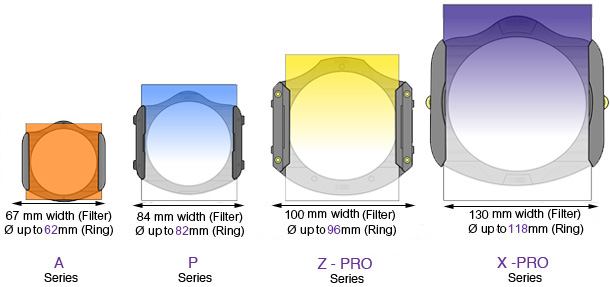 67 mm width (Filter)
Ø up to 62mm (Ring)
A
Series
84 mm width (Filter)
Ø up to 82mm (Ring)
P
Series
100 mm width (Filter)
Ø up to 96mm (Ring)
Z - PRO
Series
130 mm width (Filter)
Ø up to 118mm (Ring)
X -PRO
Series